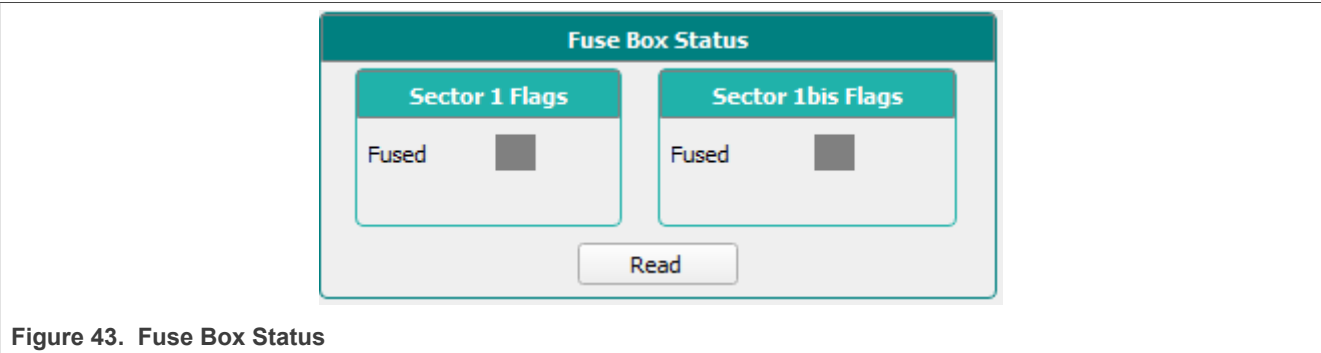 Fuse Box Status
Sector 1 Flags
Fused
Sector 1bis Flags
Fused
Read
Figure 43. Fuse Box Status